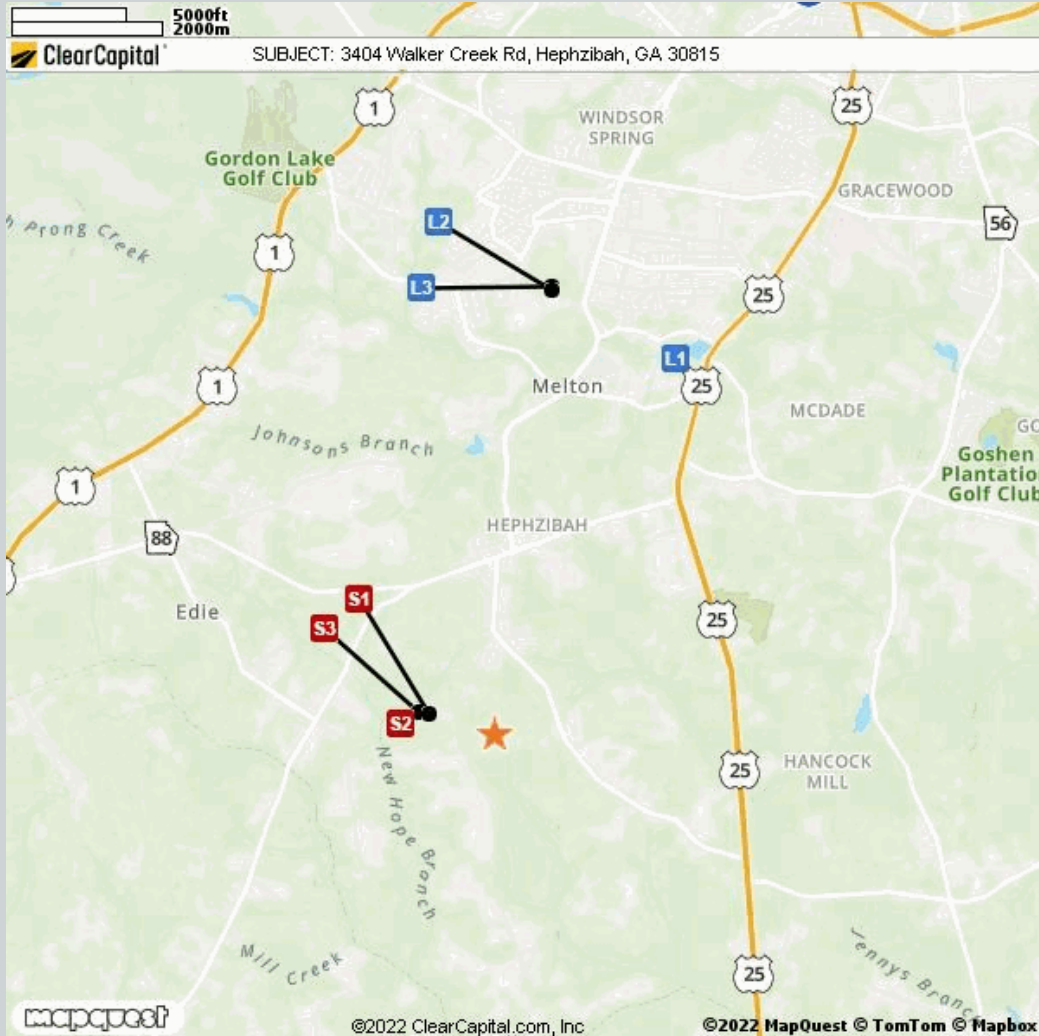 5000ft
2000m
ClearCapital
SUBJECT: 3404 Walker Creek Rd, Hephzibah, GA 30815
1
25
WINDSOR
SPRING
Gordon Lake
Golf Club
GRACEWOOD
L2
56
Prong Creek
1
L3
25
L1
1
Melton
25
MCDADE
Johnsons Branch
Goshen
Plantation
Golf Club
1
HEPHZIBAH
88
S1
Edie
S3
25
S2
New Hope Branch
25
HANCOCK
MILL
Mill Creek
Jennys Branch
25
mapquest
©2022 ClearCapital.com, Inc
©2022 MapQuest © TomTom © Mapbox